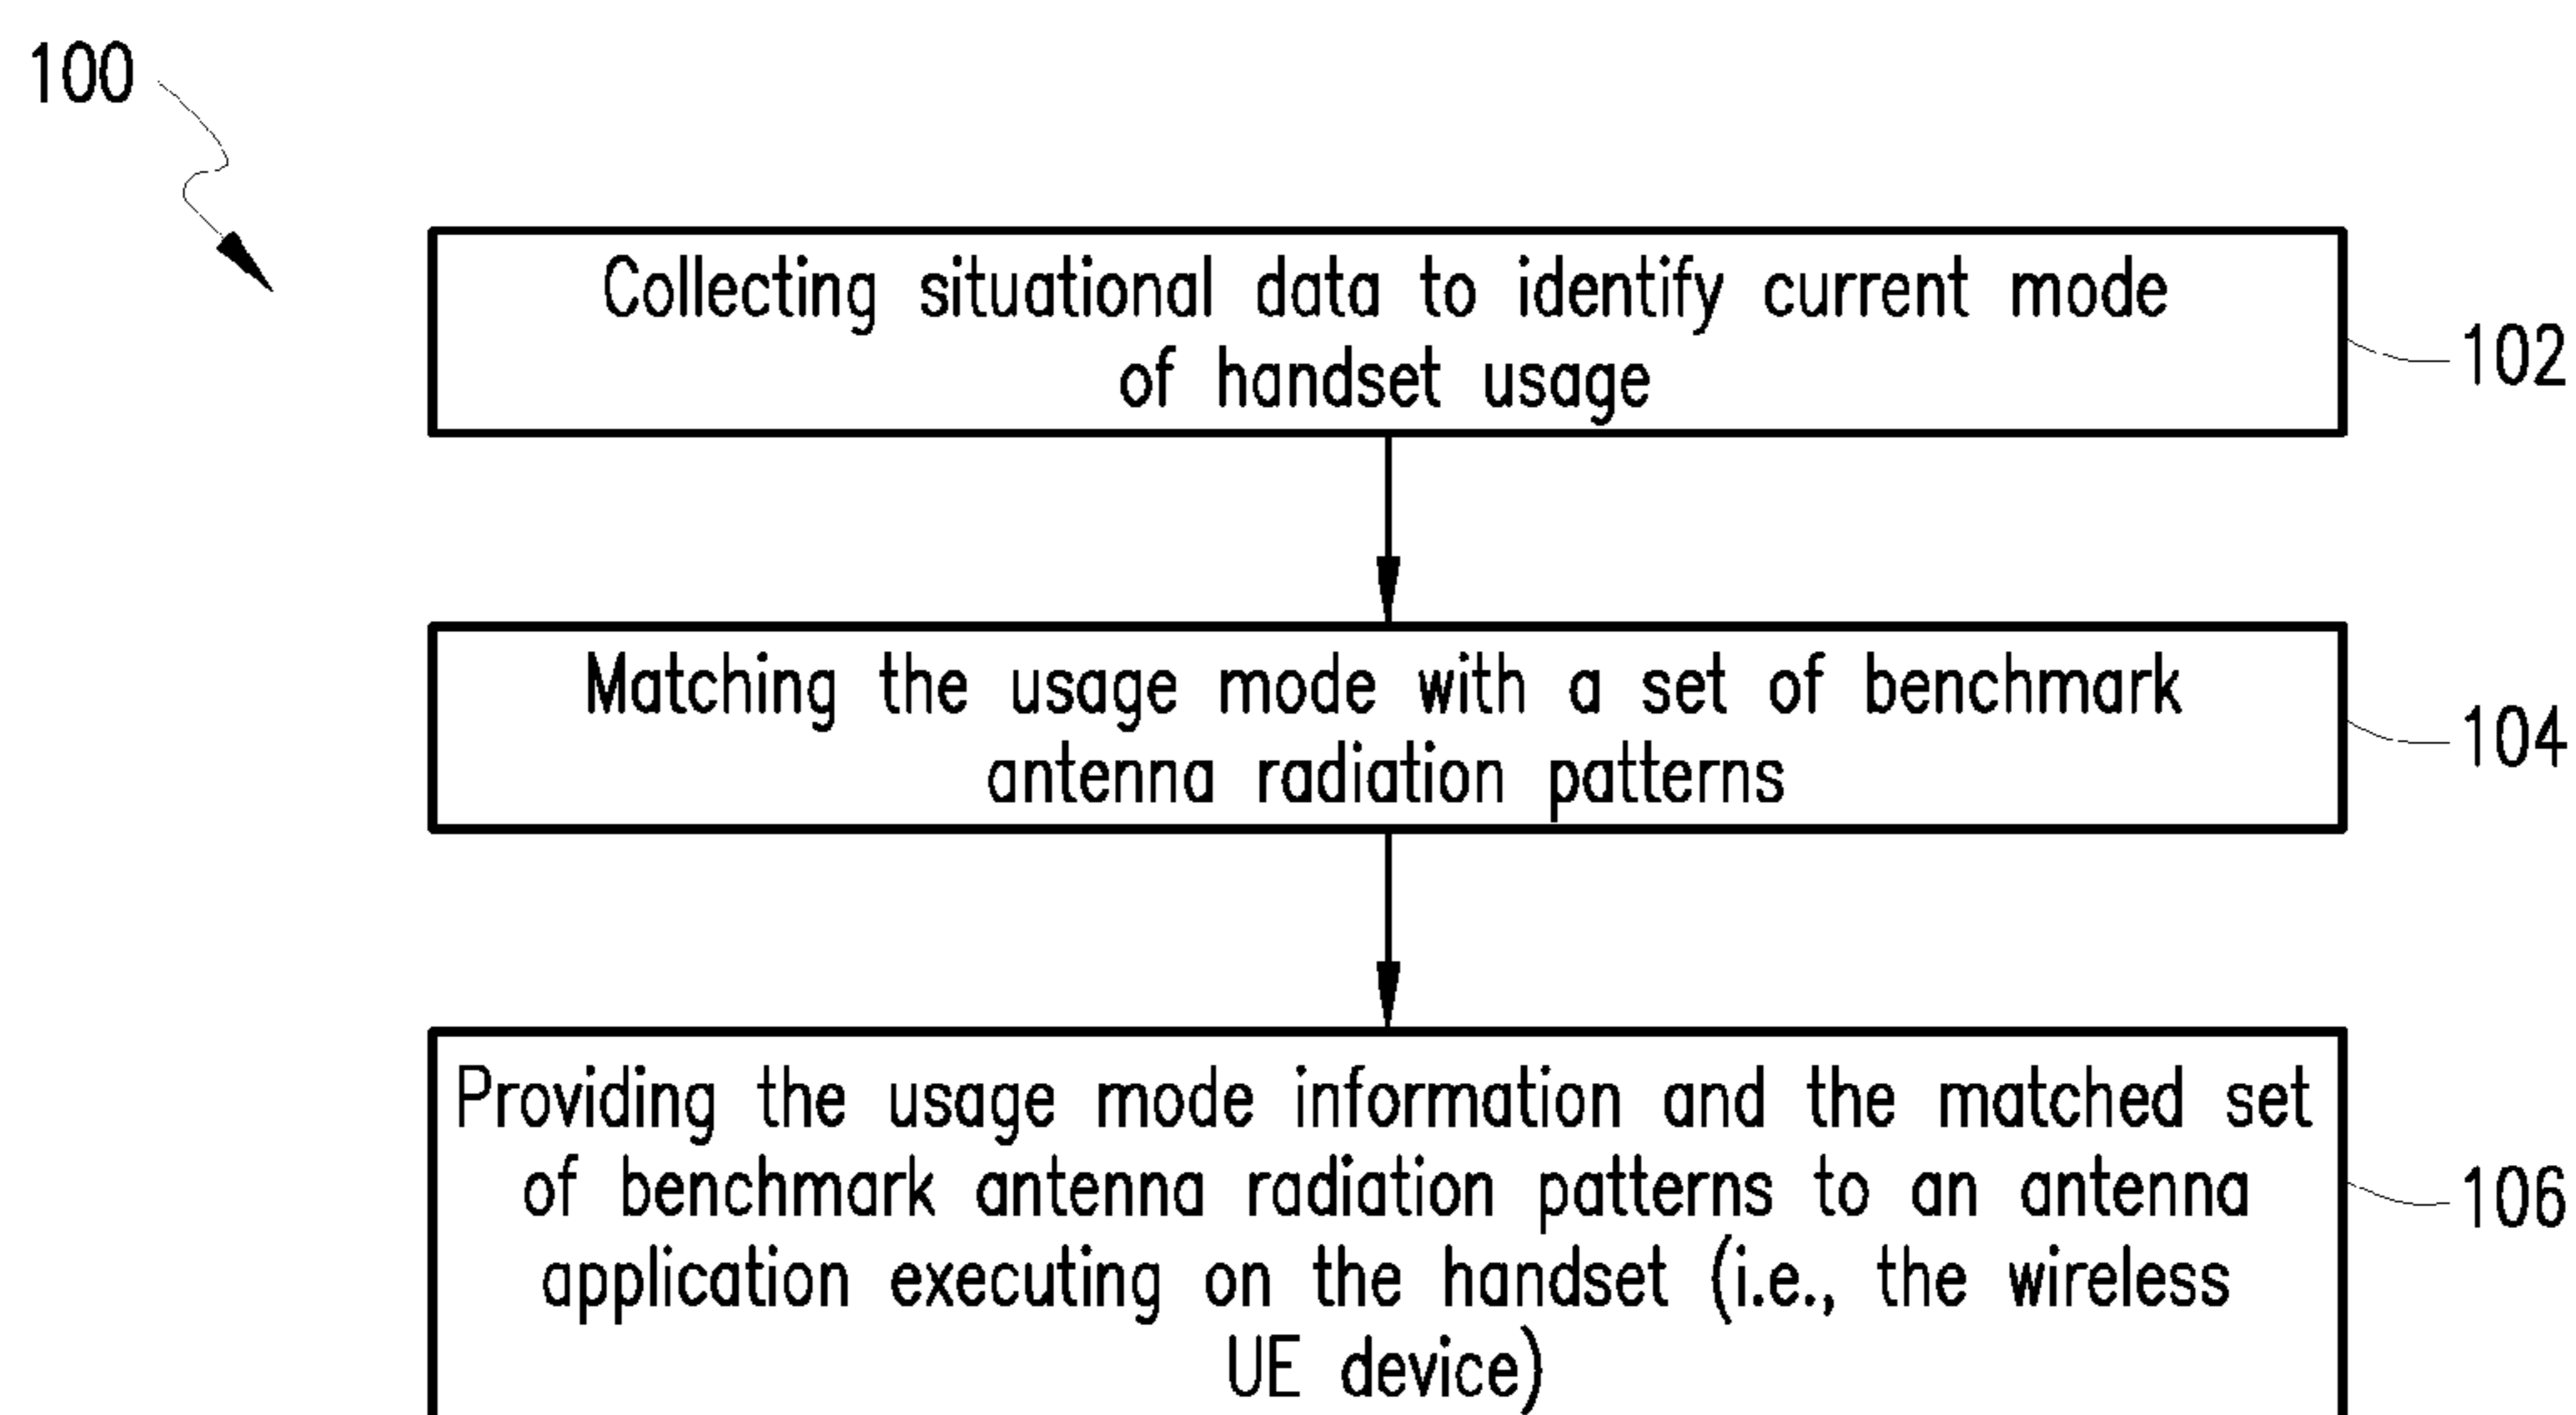 100
Collecting situational data to identify current mode
of handset usage
102
Matching the usage mode with a set of benchmark
antenna radiation patterns
104
Providing the usage mode information and the matched set
of benchmark antenna radiation patterns to an antenna
application executing on the handset (i.e., the wireless
UE device)
106